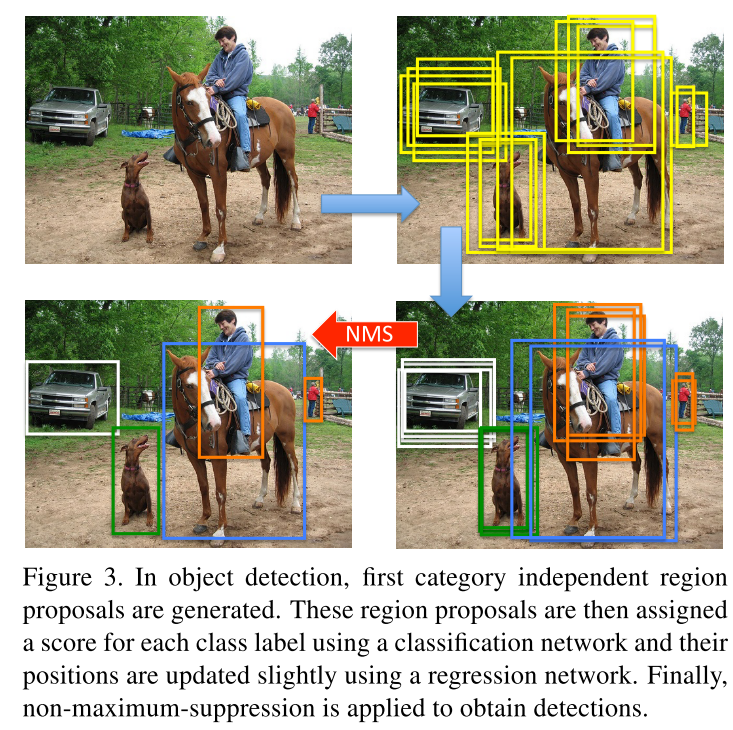 NMS
Figure 3. In object detection, first category independent region
proposals are generated. These region proposals are then assigned
a score for each class label using a classification network and their
positions are updated slightly using a regression network. Finally,
non-maximum-suppression is applied to obtain detections.